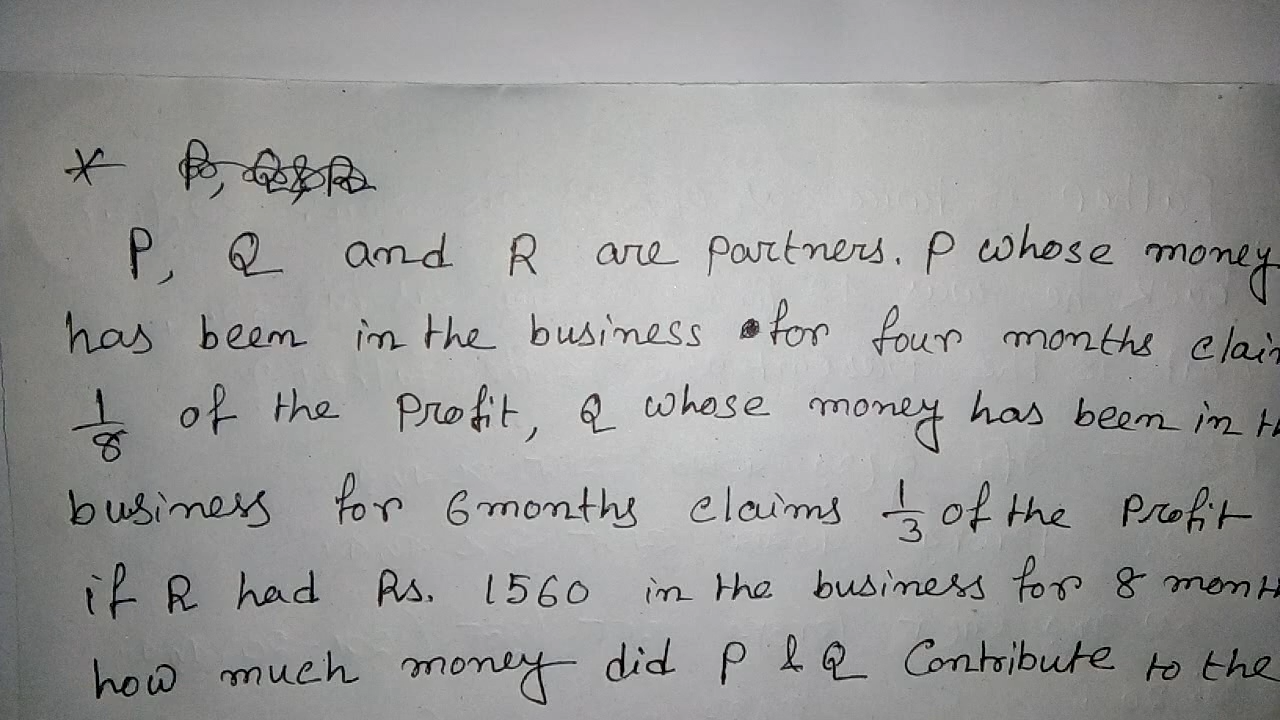 *
P, Q and R are partners. P whose money
has been in the business for four months clai
1/8 of the Profit, Q whose money has been in th
business for 6 months claims 1/3 of the Profit
if R had Rs. 1560 in the business for 8 month
how much money did P & Q Contribute to the